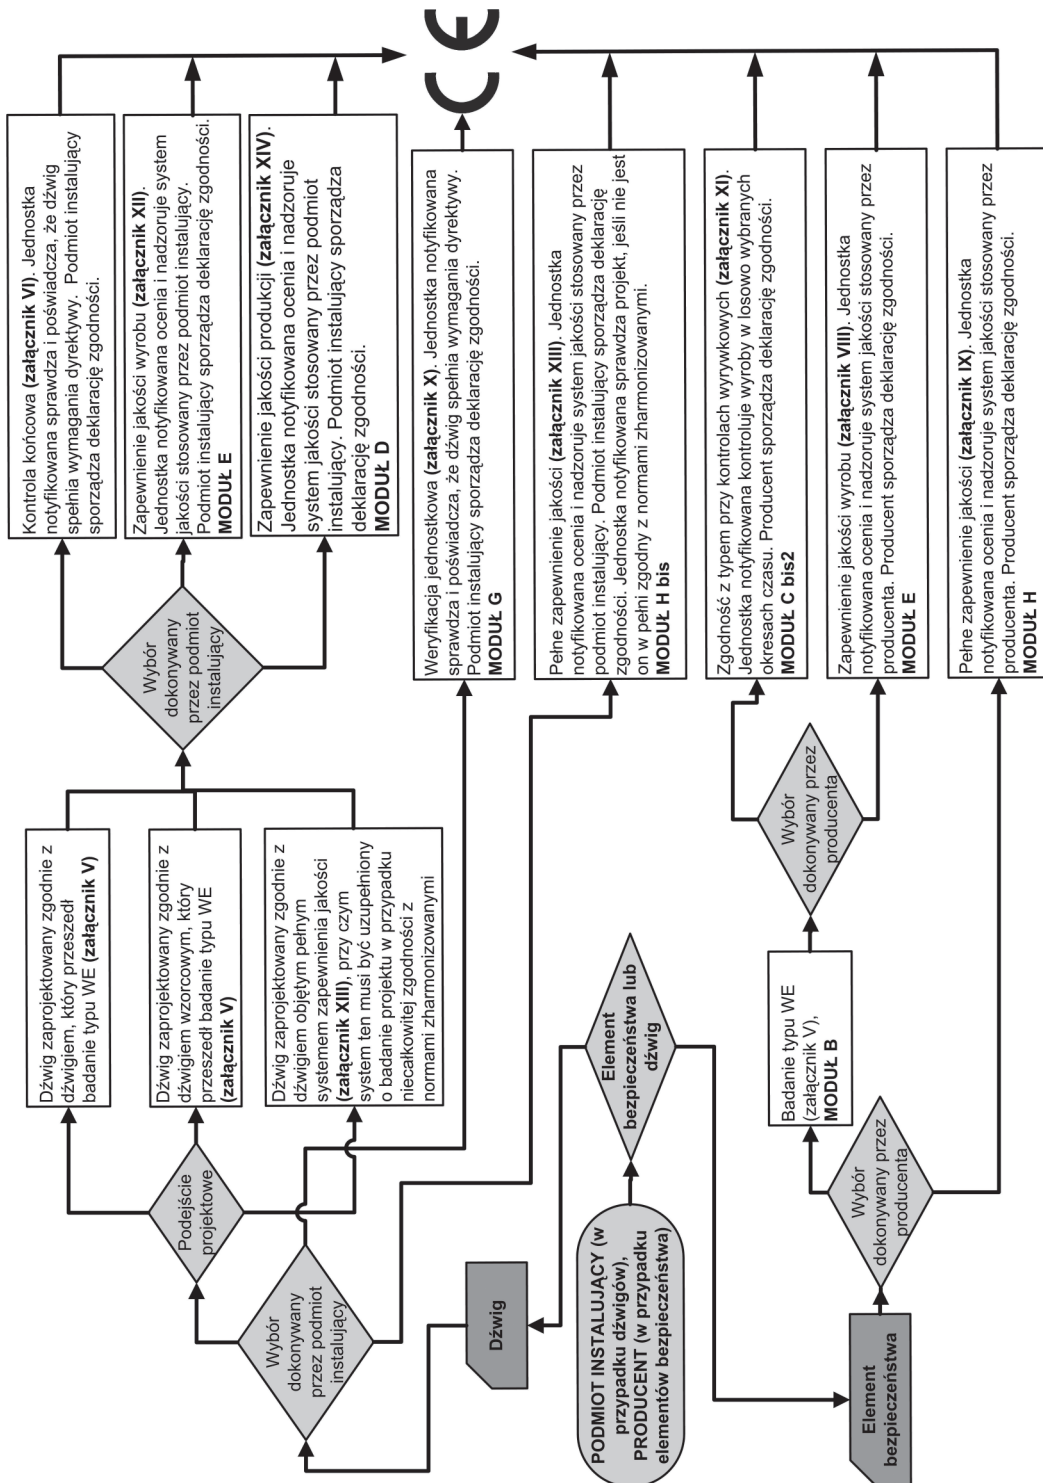 PODMIOT INSTALUJĄCY (w
przypadku dźwigów),
PRODUCENT (w przypadku
elementów bezpieczeństwa)
Element
bezpieczeństwa lub
dźwig
Dźwig
Wybór
dokonywany
przez podmiot
instalujący
Podejście
projektowe
Dźwig zaprojektowany zgodnie z
dźwigiem, który przeszedł
badanie typu WE (załącznik V)
Dźwig zaprojektowany zgodnie z
dźwigiem wzorcowym, który
przeszedł badanie typu WE
(załącznik V)
Dźwig zaprojektowany zgodnie z
dźwigiem objętym pełnym
systemem zapewnienia jakości
(załącznik XIII), przy czym
system ten musi być uzupełniony
o badanie projektu w przypadku
niecałkowitej zgodności z
normami zharmonizowanymi
Wybór
dokonywany
przez podmiot
instalujący
Kontrola końcowa (załącznik VI). Jednostka
notyfikowana sprawdza i poświadcza, że dźwig
spełnia wymagania dyrektywy.  Podmiot instalujący
sporządza deklarację zgodności.
Zapewnienie jakości wyrobu (załącznik XII).
Jednostka notyfikowana ocenia i nadzoruje system
jakości stosowany przez podmiot instalujący.
Podmiot instalujący sporządza deklarację zgodności.
MODUŁ E
Zapewnienie jakości produkcji (załącznik XIV).
Jednostka notyfikowana ocenia i nadzoruje
system jakości stosowany przez podmiot
instalujący. Podmiot instalujący sporządza
deklarację zgodności.
MODUŁ D
Weryfikacja jednostkowa (załącznik X). Jednostka notyfikowana
sprawdza i poświadcza, że dźwig spełnia wymagania dyrektywy.
Podmiot instalujący sporządza deklarację zgodności.
MODUŁ G
Pełne zapewnienie jakości (załącznik XIII). Jednostka
notyfikowana ocenia i nadzoruje system jakości stosowany przez
podmiot instalujący. Podmiot instalujący sporządza deklarację
zgodności. Jednostka notyfikowana sprawdza projekt, jeśli nie jest
on w pełni zgodny z normami zharmonizowanymi.
MODUŁ H bis
Element
bezpieczeństwa
Wybór
dokonywany przez
producenta
Badanie typu WE
(załącznik V),
MODUŁ B
Wybór
dokonywany przez
producenta
Zgodność z typem przy kontrolach wyrywkowych (załącznik XI).
Jednostka notyfikowana kontroluje wyroby w losowo wybranych
okresach czasu. Producent sporządza deklarację zgodności.
MODUŁ C bis2
Zapewnienie jakości wyrobu (załącznik VIII). Jednostka
notyfikowana ocenia i nadzoruje system jakości stosowany przez
producenta. Producent sporządza deklarację zgodności.
MODUŁ E
Pełne zapewnienie jakości (załącznik IX). Jednostka
notyfikowana ocenia i nadzoruje system jakości stosowany przez
producenta. Producent sporządza deklarację zgodności.
MODUŁ H
CE